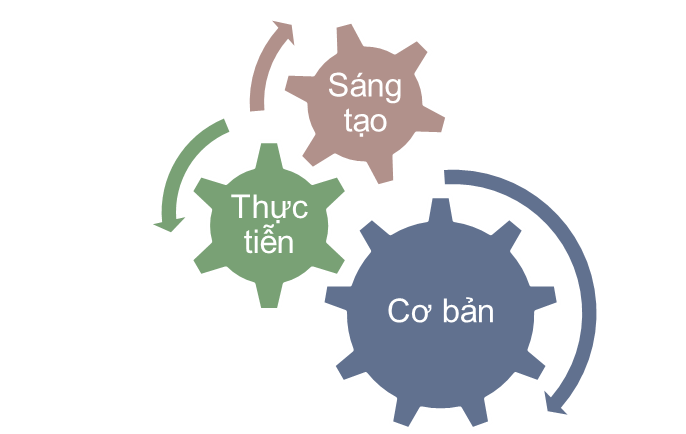 Sáng
tạo
Thực
tiễn
Cơ bản